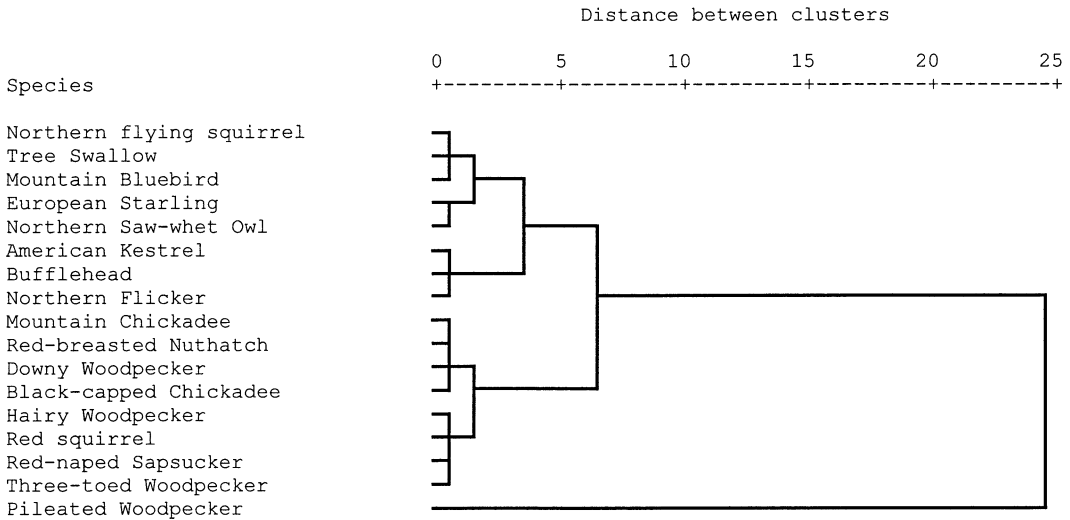 Distance between clusters
0 5 10 15 20 25
Species +---------+---------+---------+---------+---------+
Northern flying squirrel
Tree Swallow
Mountain Bluebird
European Starling
Northern Saw-whet Owl
American Kestrel
Bufflehead
Northern Flicker
Mountain Chickadee
Red-breasted Nuthatch
Downy Woodpecker
Black-capped Chickadee
Hairy Woodpecker
Red squirrel
Red-naped Sapsucker
Three-toed Woodpecker
Pileated Woodpecker